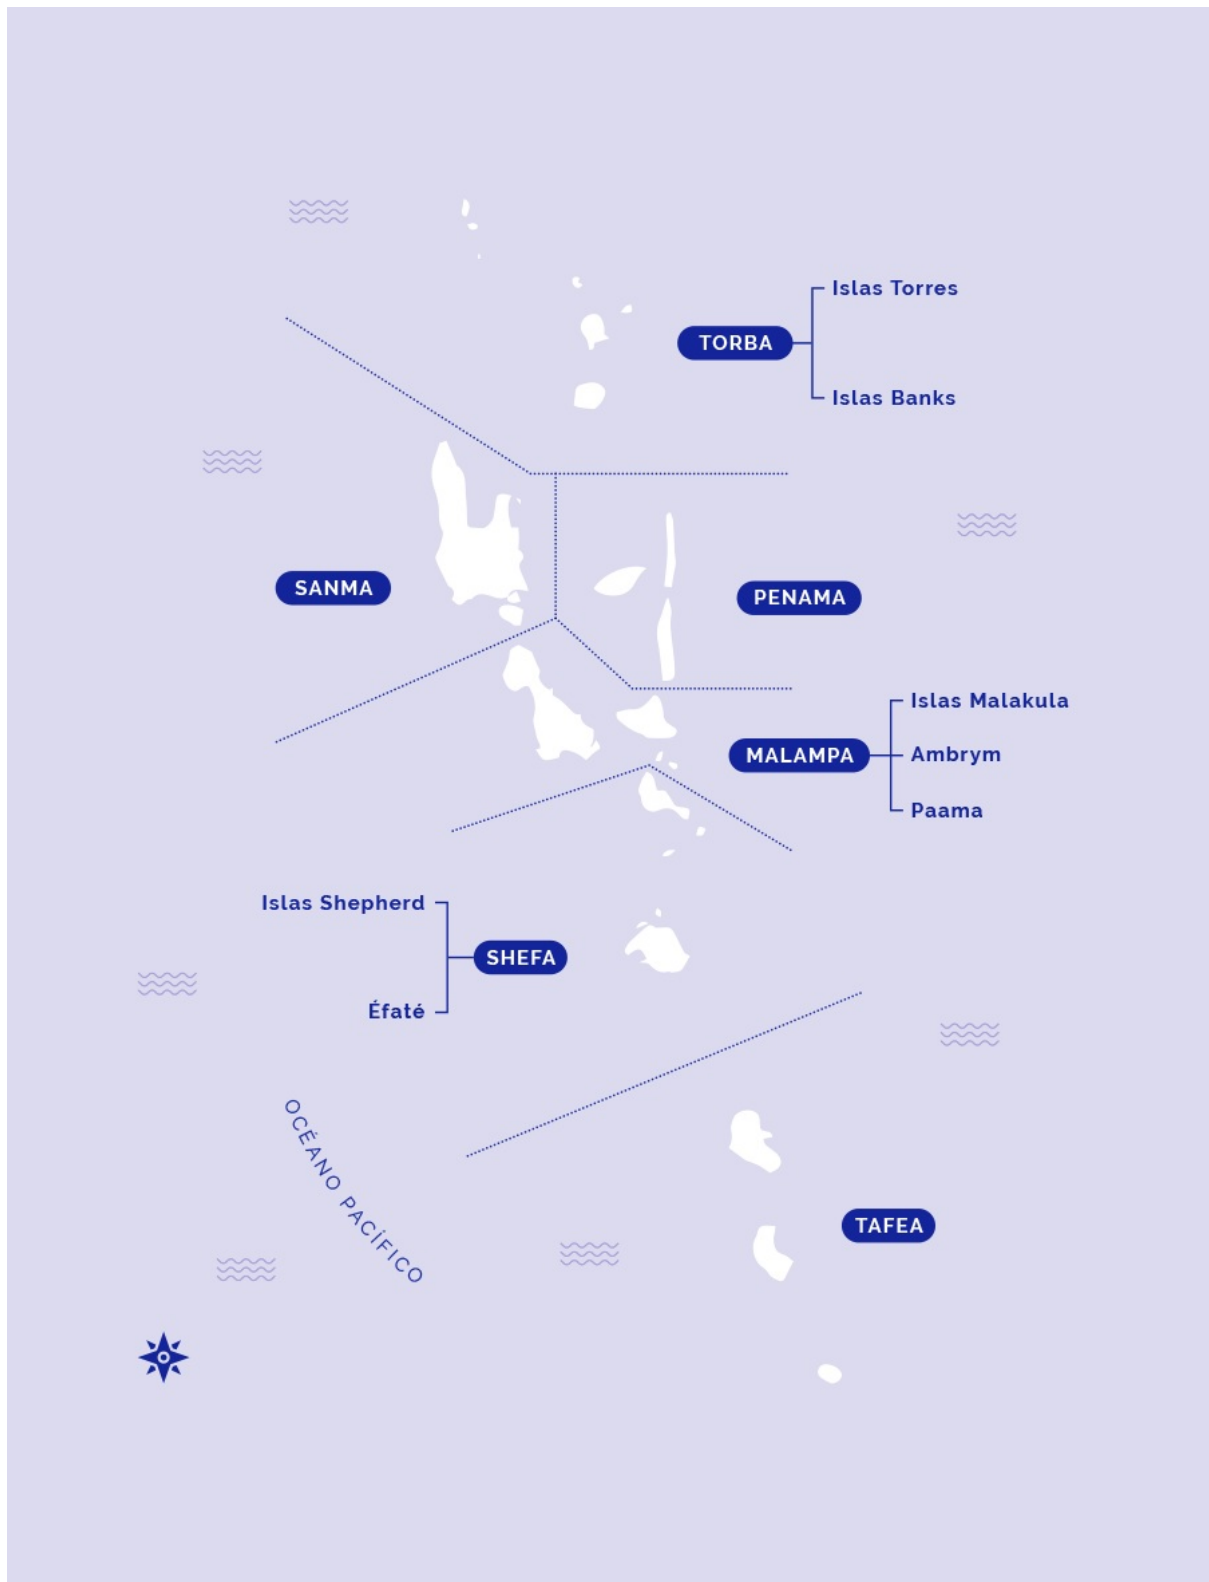 Islas Torres
TORBA
Islas Banks
SANMA
PENAMA
Islas Malakula
MALAMPA
Ambrym
Paama
Islas Shepherd
SHEFA
Éfaté
OCÉANO PACÍFICO
TAFEA